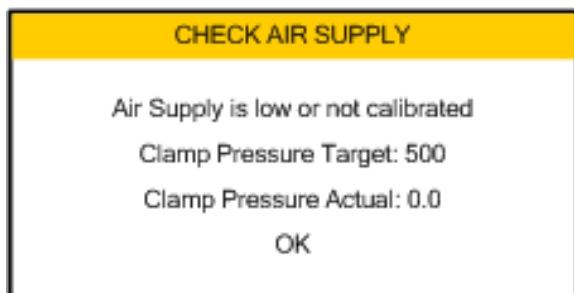 CHECK AIR SUPPLY
Air Supply is low or not calibrated
Clamp Pressure Target: 500
Clamp Pressure Actual: 0.0
OK